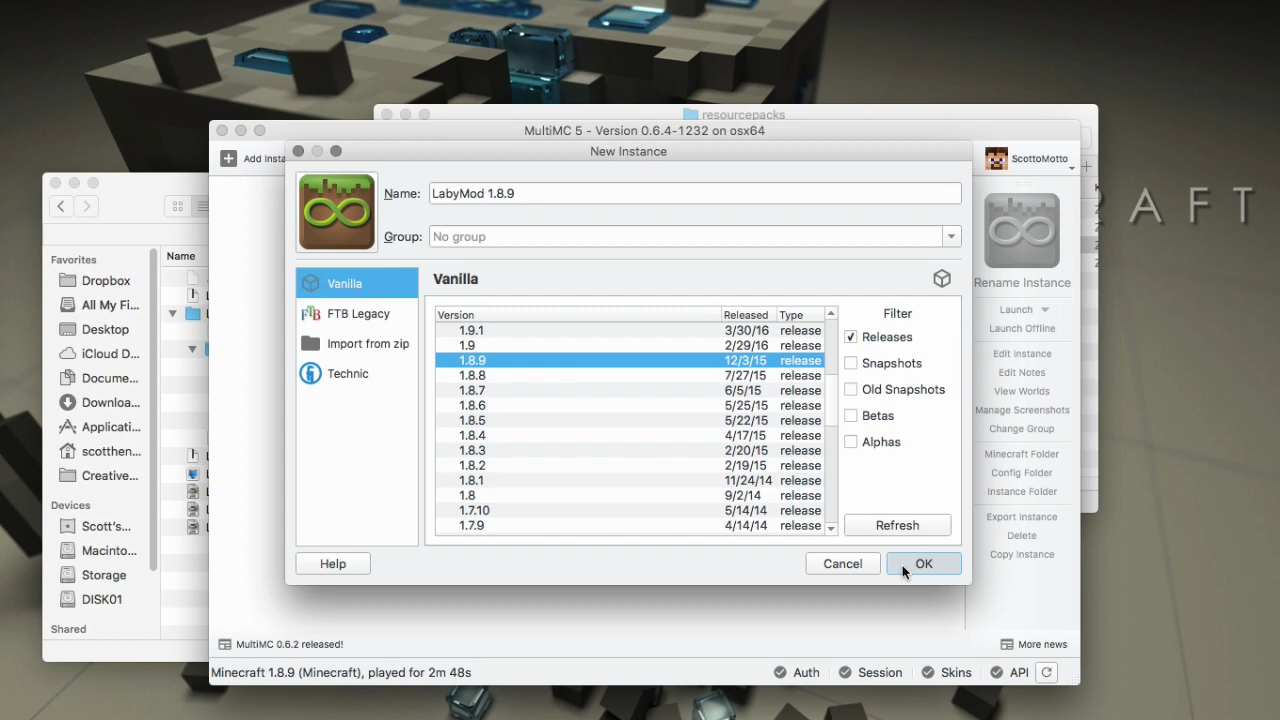 resourcepacks
MultiMC 5 - Version 0.6.4-1232 on osx64
Add Insta
ScottoMotto
New Instance
Name: LabyMod 1.8.9
Group: No group
Vanilla
FTB Legacy
Import from zip
Technic
Vanilla
Version Released Type
1.9.1 3/30/16 release
1.9 2/29/16 release
1.8.9 12/3/15 release
1.8.8 7/27/15 release
1.8.7 6/5/15 release
1.8.6 5/25/15 release
1.8.5 5/22/15 release
1.8.4 4/17/15 release
1.8.3 2/20/15 release
1.8.2 2/19/15 release
1.8.1 11/24/14 release
1.8 9/2/14 release
1.7.10 5/14/14 release
1.7.9 4/14/14 release
Filter
Releases
Snapshots
Old Snapshots
Betas
Alphas
Refresh
Help
Cancel
OK
Rename Instance
Launch
Launch Offline
Edit Instance
Edit Notes
View Worlds
Manage Screenshots
Change Group
Minecraft Folder
Config Folder
Instance Folder
Export Instance
Delete
Copy Instance
MultiMC 0.6.2 released!
More news
Minecraft 1.8.9 (Minecraft), played for 2m 48s
Auth
Session
Skins
API
Name
Favorites
Dropbox
All My Fi...
Desktop
iCloud D...
Docume...
Downloa...
Applicati...
scotthen...
Creative...
Devices
Scott's...
Macinto...
Storage
DISK01
Shared
RAFT